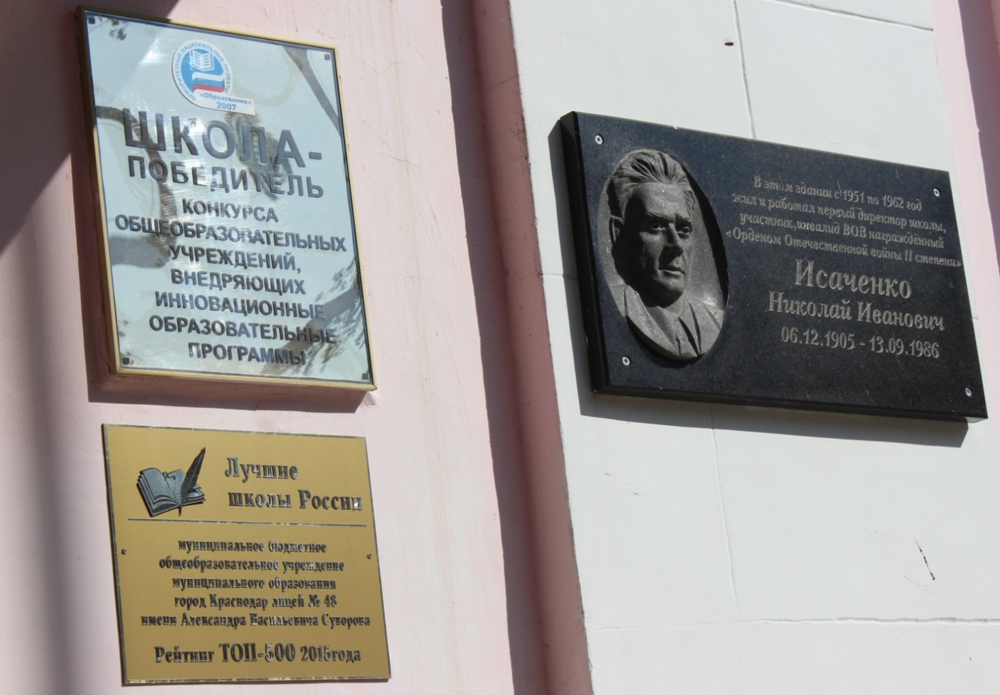 ПРИОРИТЕТНЫЕ НАЦИОНАЛЬНЫЕ ПРОЕКТЫ
«Образование»
2007
ШКОЛА-
ПОБЕДИТЕЛЬ
КОНКУРСА
ОБЩЕОБРАЗОВАТЕЛЬНЫХ
УЧРЕЖДЕНИЙ,
ВНЕДРЯЮЩИХ
ИННОВАЦИОННЫЕ
ОБРАЗОВАТЕЛЬНЫЕ
ПРОГРАММЫ
Лучшие
школы России
муниципальное бюджетное
общеобразовательное учреждение
муниципального образования
город Краснодар лицей № 48
имени Александра Васильевича Суворова
Рейтинг ТОП-500 2015года
В этом здании с 1951 по 1962 год
жил и работал первый директор школы,
участник, инвалид ВОВ награждённый
«Орденом Отечественной войны II степени»
Исаченко
Николай Иванович
06.12.1905 - 13.09.1986